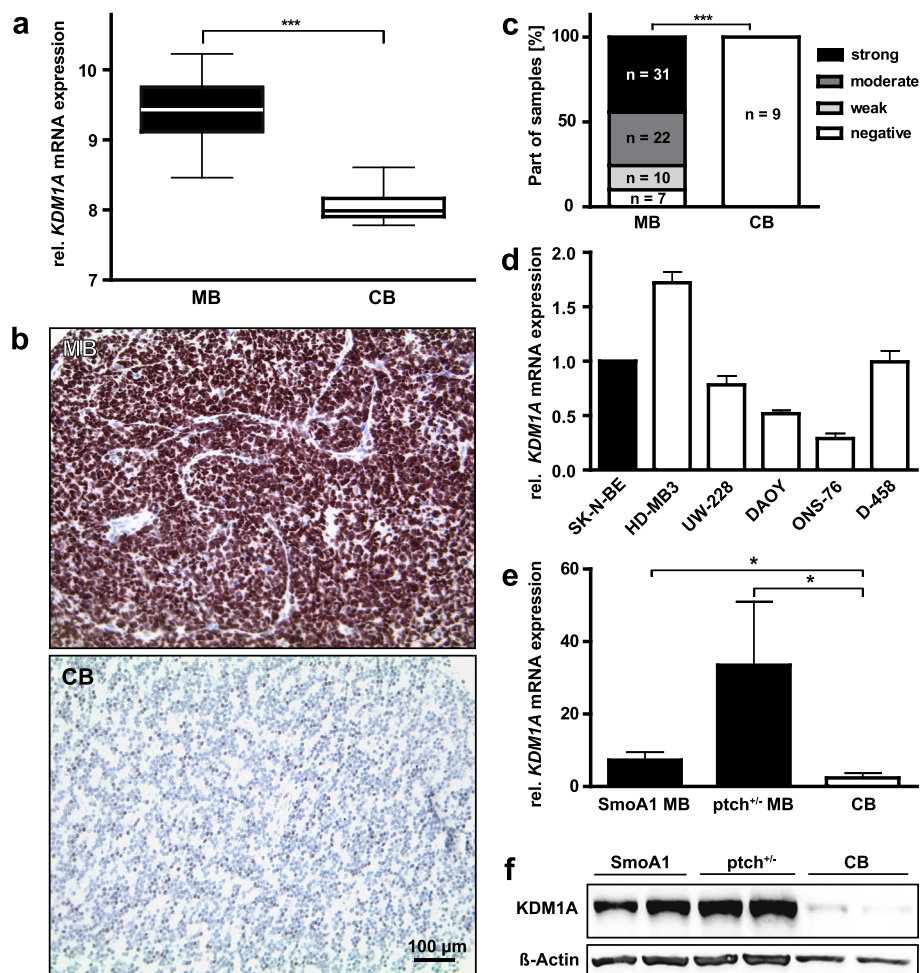 a
***
rel. KDM1A mRNA expression
10
9
8
7
MB
CB
b
MB
CB
100 µm
c
***
Part of samples [%]
100
50
0
n = 31
n = 22
n = 10
n = 7
n = 9
MB
CB
strong
moderate
weak
negative
d
rel. KDM1A mRNA expression
2.0
1.5
1.0
0.5
0.0
SK-N-BE
HD-MB3
UW-228
DAOY
ONS-76
D-458
e
rel. KDM1A mRNA expression
60
40
20
0
*
*
SmoA1 MB
ptch+/- MB
CB
f
SmoA1
ptch+/-
CB
KDM1A
ß-Actin